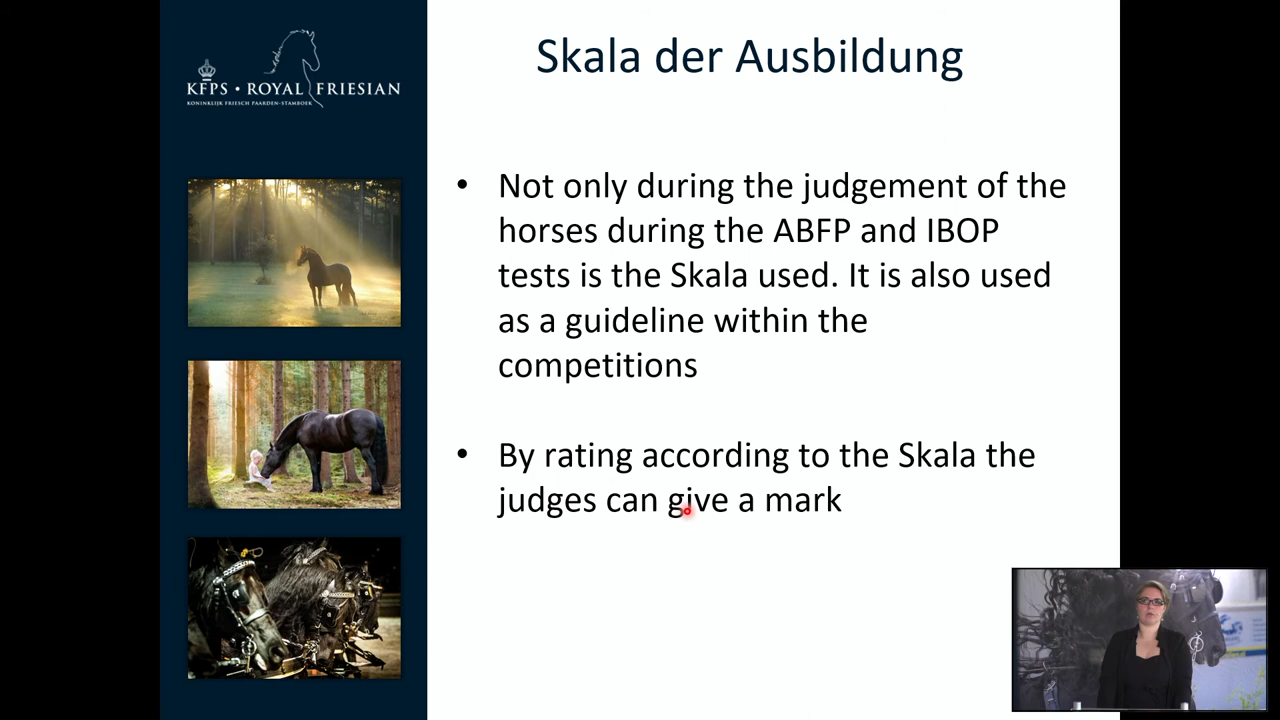 KFPS • ROYAL FRIESIAN
KONINKLIJK FRIESCH PAARDEN-STAMBOEK
Skala der Ausbildung
• Not only during the judgement of the
horses during the ABFP and IBOP
tests is the Skala used. It is also used
as a guideline within the
competitions
• By rating according to the Skala the
judges can give a mark